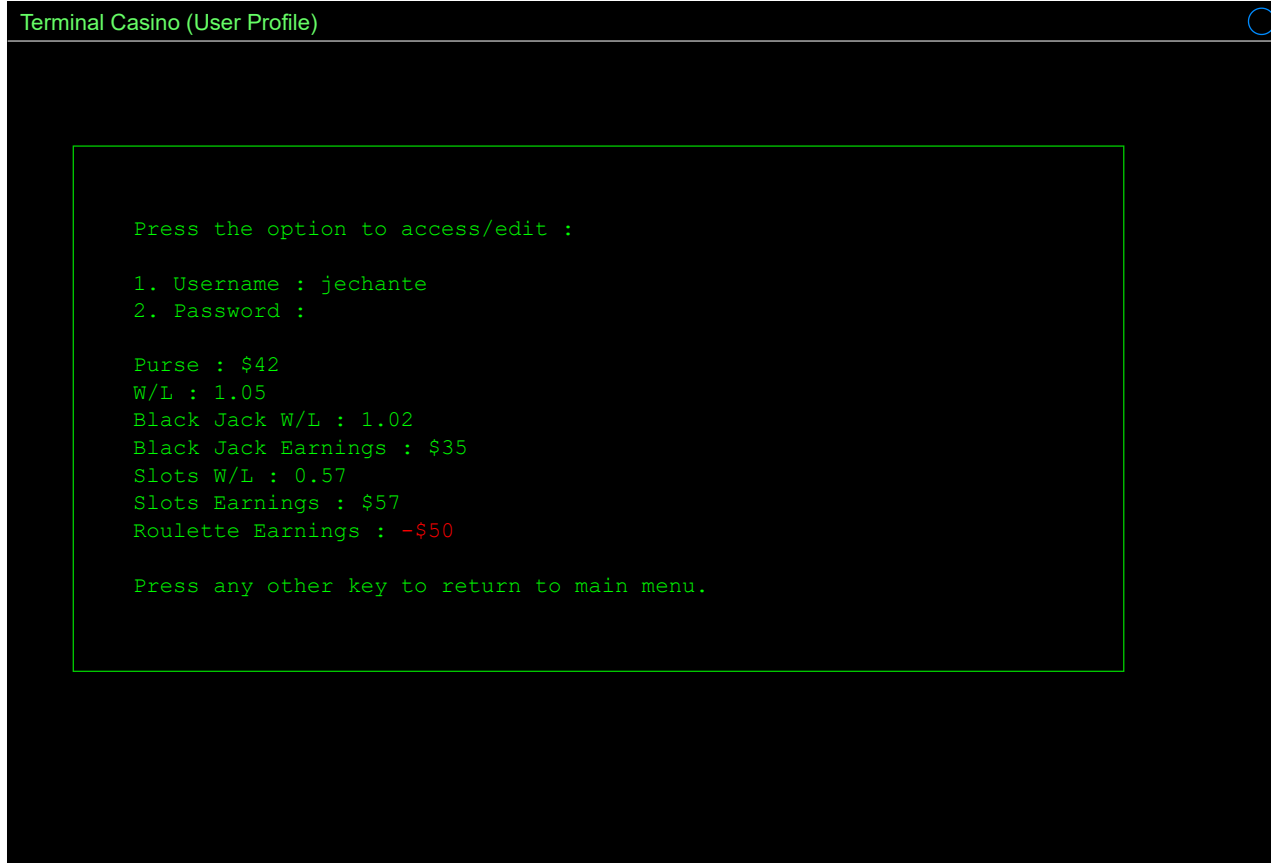 Terminal Casino (User Profile)
Press the option to access/edit :
1. Username : jechante
2. Password :
Purse : $42
W/L : 1.05
Black Jack W/L : 1.02
Black Jack Earnings : $35
Slots W/L : 0.57
Slots Earnings : $57
Roulette Earnings : -$50
Press any other key to return to main menu.